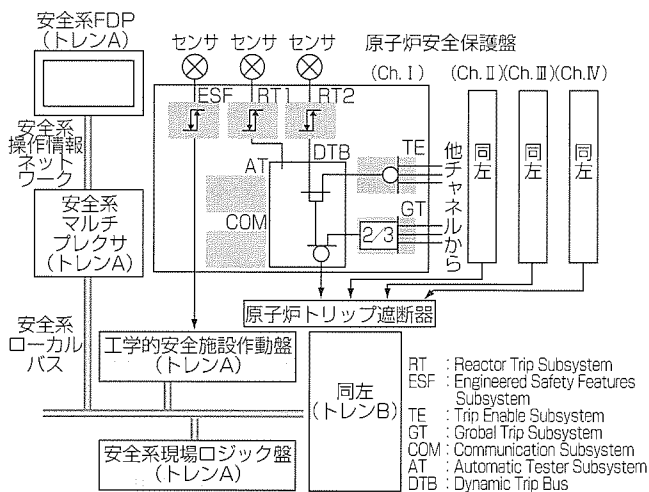 安全系FDP
(トレンA)
センサ
センサ
センサ
原子炉安全保護盤
(Ch.Ⅰ)
(Ch.Ⅱ)
(Ch.Ⅲ)
(Ch.Ⅳ)
ESF
RT1
RT2
安全系
操作情報
ネット
ワーク
AT
DTB
TE
COM
GT
2/3
他チャネルから
同左
同左
同左
安全系
マルチ
プレクサ
(トレンA)
原子炉トリップ遮断器
安全系
ローカル
バス
工学的安全施設作動盤
(トレンA)
同左
(トレンB)
安全系現場ロジック盤
(トレンA)
RT : Reactor Trip Subsystem
ESF : Engineered Safety Features
Subsystem
TE : Trip Enable Subsystem
GT : Grobal Trip Subsystem
COM : Communication Subsystem
AT : Automatic Tester Subsystem
DTB : Dynamic Trip Bus